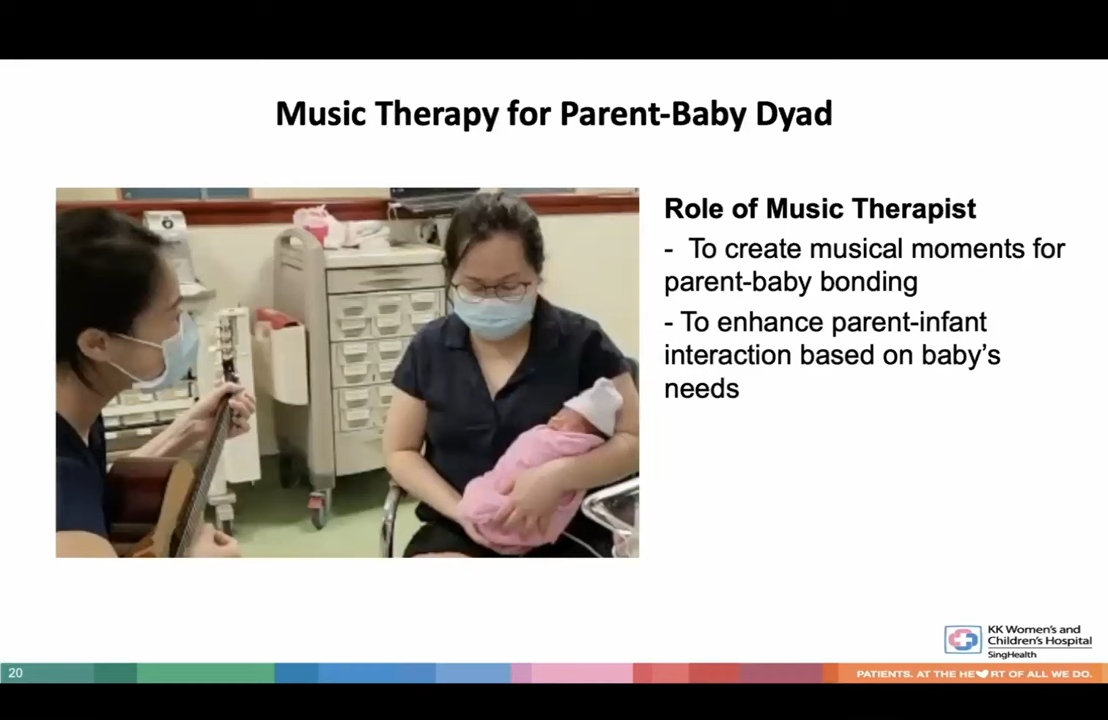 Music Therapy for Parent-Baby Dyad
Role of Music Therapist
- To create musical moments for
parent-baby bonding
- To enhance parent-infant
interaction based on baby’s
needs
KK Women's and
Children's Hospital
SingHealth
20
PATIENTS. AT THE HE RT OF ALL WE DO.